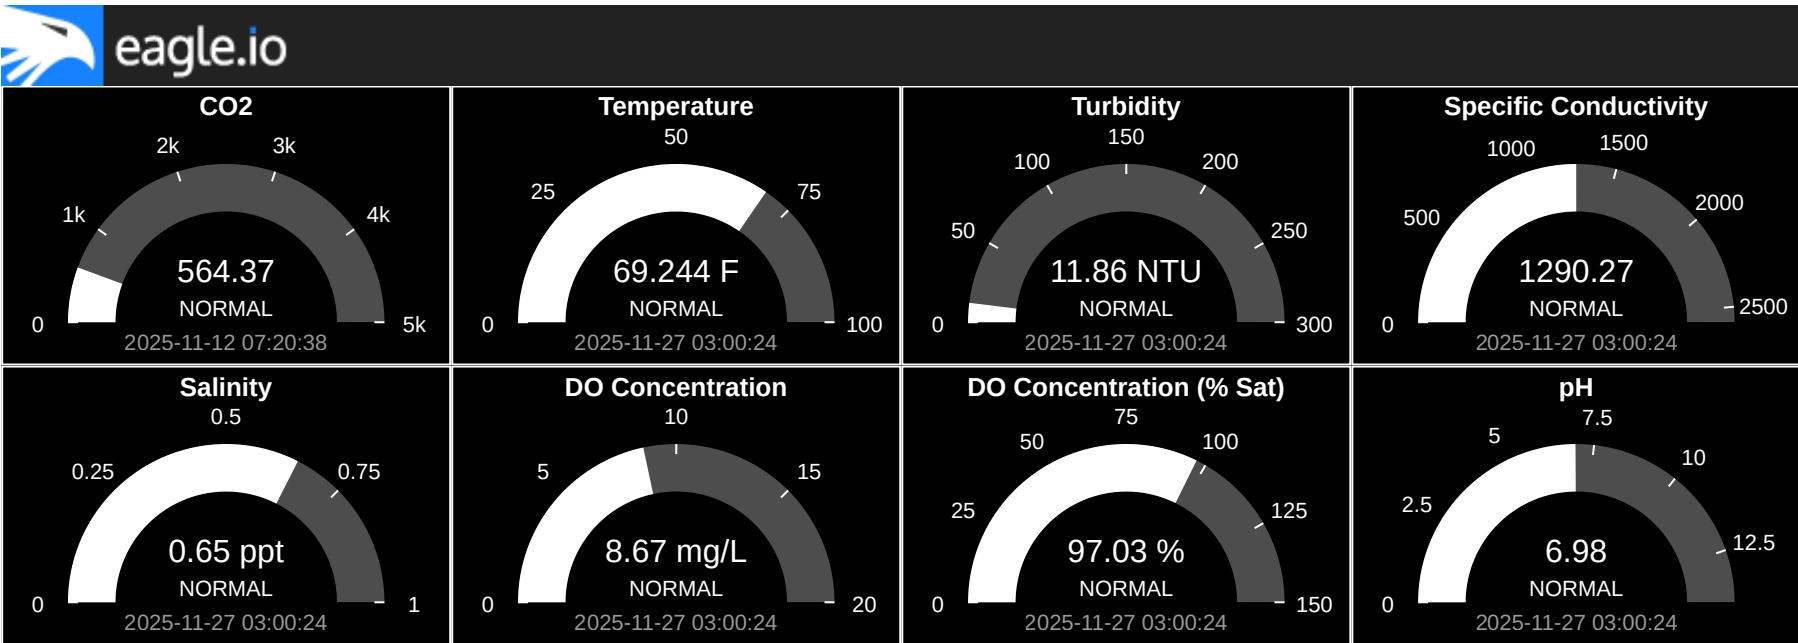 eagle.io
CO2
0
1k
2k
3k
4k
5k
564.37
NORMAL
2025-11-12 07:20:38
Temperature
0
25
50
75
100
69.244 F
NORMAL
2025-11-27 03:00:24
Turbidity
0
50
100
150
200
250
300
11.86 NTU
NORMAL
2025-11-27 03:00:24
Specific Conductivity
0
500
1000
1500
2000
2500
1290.27
NORMAL
2025-11-27 03:00:24
Salinity
0
0.25
0.5
0.75
1
0.65 ppt
NORMAL
2025-11-27 03:00:24
DO Concentration
0
5
10
15
20
8.67 mg/L
NORMAL
2025-11-27 03:00:24
DO Concentration (% Sat)
0
25
50
75
100
125
150
97.03 %
NORMAL
2025-11-27 03:00:24
pH
0
2.5
5
7.5
10
12.5
6.98
NORMAL
2025-11-27 03:00:24